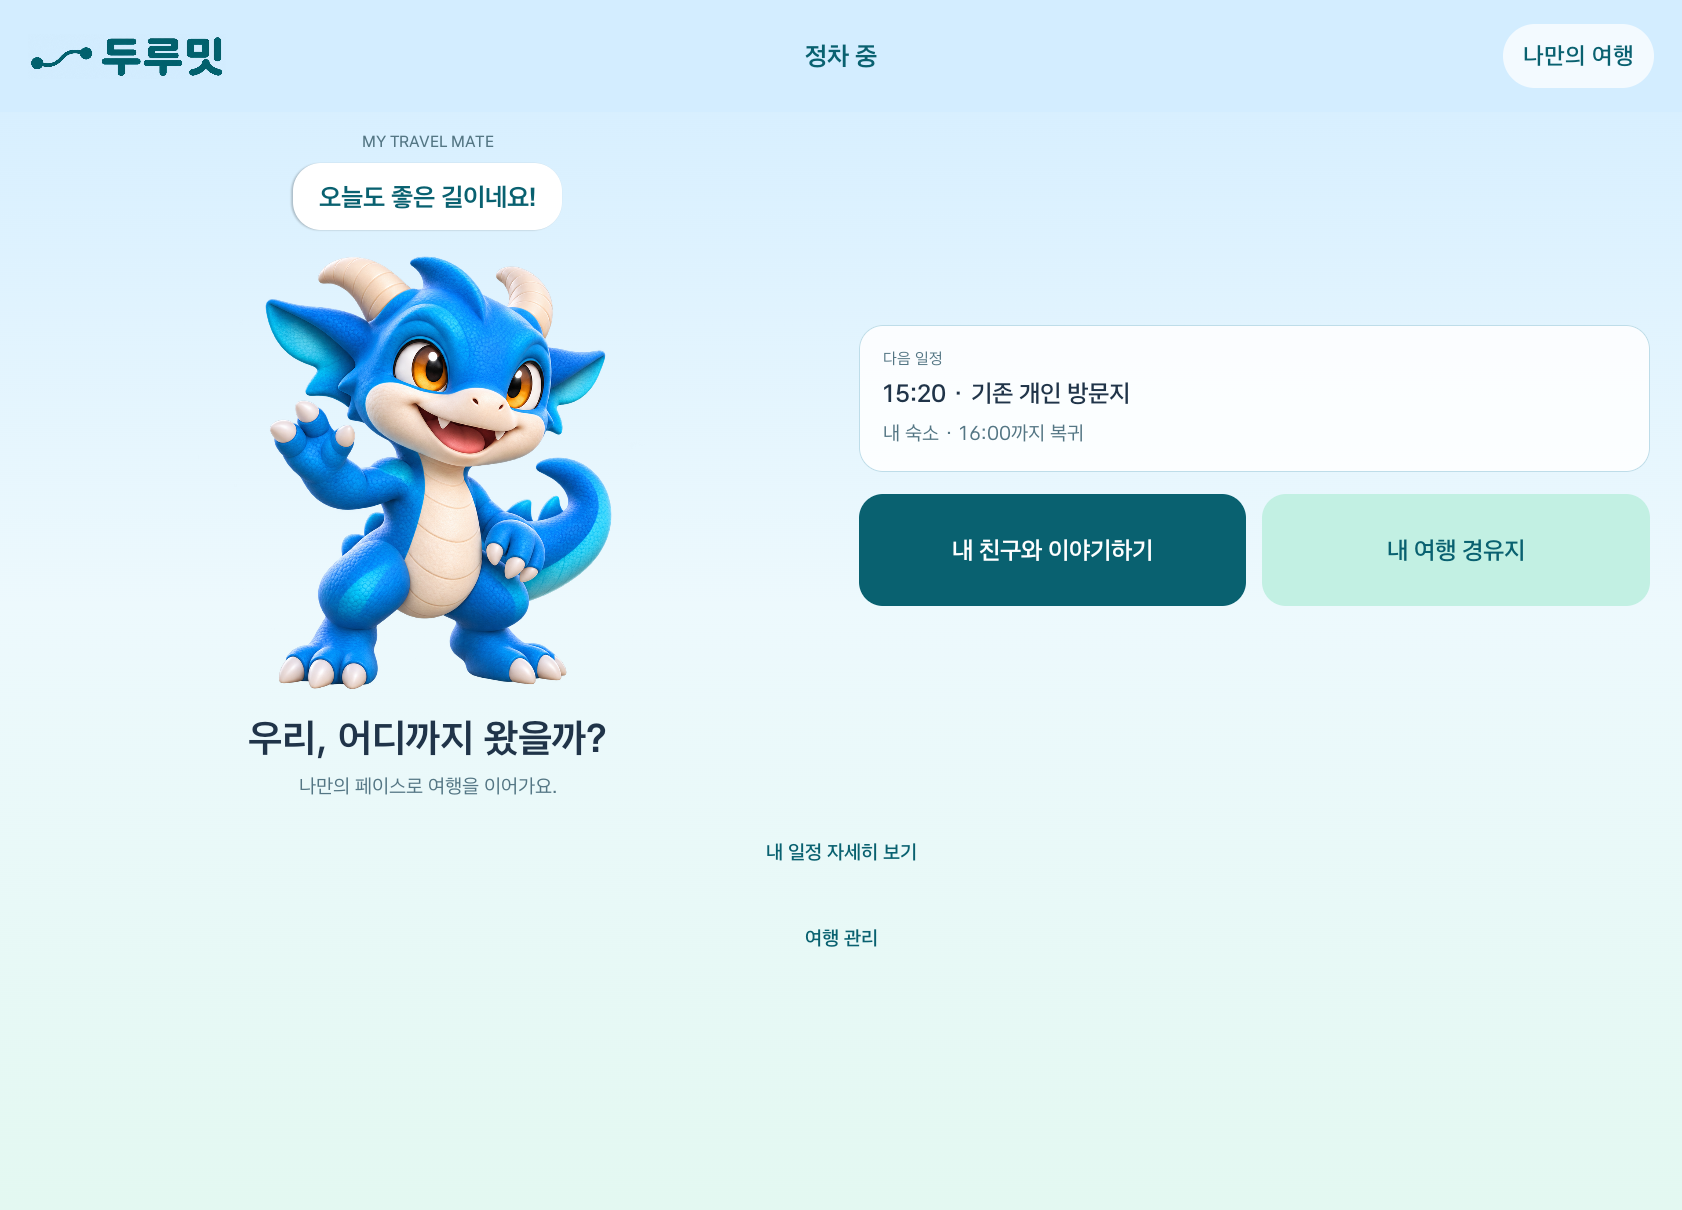 두루밋
정차 중
나만의 여행
MY TRAVEL MATE
오늘도 좋은 길이네요!
우리, 어디까지 왔을까?
나만의 페이스로 여행을 이어가요.
다음 일정
15:20 · 기존 개인 방문지
내 숙소 · 16:00까지 복귀
내 친구와 이야기하기
내 여행 경유지
내 일정 자세히 보기
여행 관리